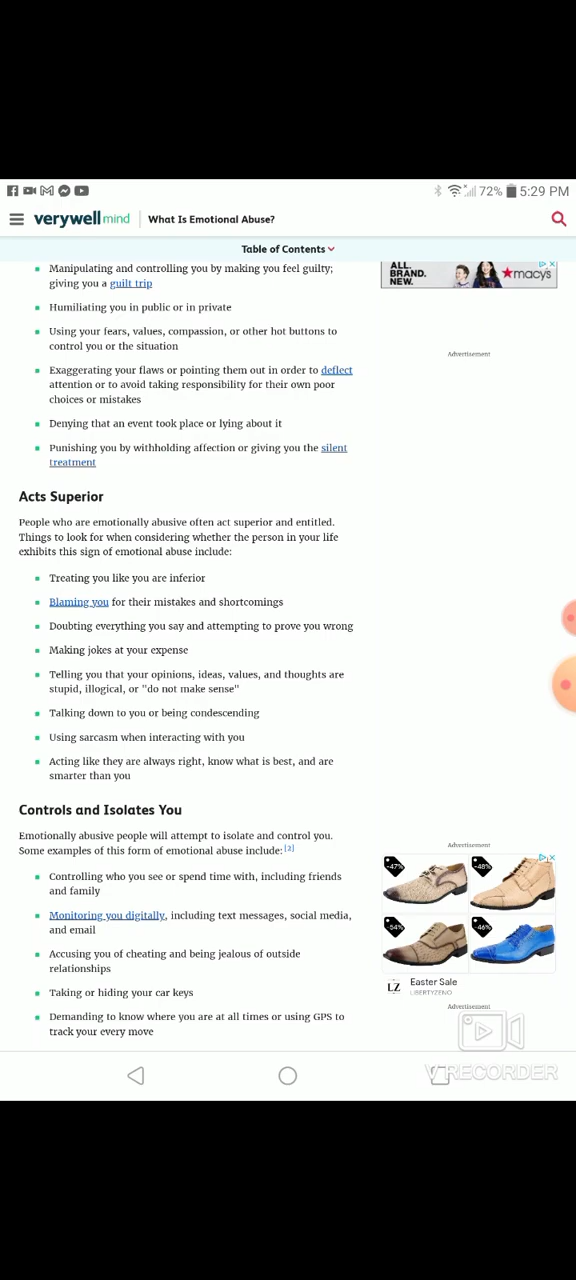 72% 5:29 PM
verywell mind What Is Emotional Abuse?
Table of Contents
Manipulating and controlling you by making you feel guilty;
giving you a guilt trip
ALL.
BRAND.
NEW.
macys
Humiliating you in public or in private
Using your fears, values, compassion, or other hot buttons to
control you or the situation
Advertisement
Exaggerating your flaws or pointing them out in order to deflect
attention or to avoid taking responsibility for their own poor
choices or mistakes
Denying that an event took place or lying about it
Punishing you by withholding affection or giving you the silent
treatment
Acts Superior
People who are emotionally abusive often act superior and entitled.
Things to look for when considering whether the person in your life
exhibits this sign of emotional abuse include:
Treating you like you are inferior
Blaming you for their mistakes and shortcomings
Doubting everything you say and attempting to prove you wrong
Making jokes at your expense
Telling you that your opinions, ideas, values, and thoughts are
stupid, illogical, or "do not make sense"
Talking down to you or being condescending
Using sarcasm when interacting with you
Acting like they are always right, know what is best, and are
smarter than you
Controls and Isolates You
Emotionally abusive people will attempt to isolate and control you.
Some examples of this form of emotional abuse include:[2]
Controlling who you see or spend time with, including friends
and family
Monitoring you digitally, including text messages, social media,
and email
Accusing you of cheating and being jealous of outside
relationships
Taking or hiding your car keys
Demanding to know where you are at all times or using GPS to
track your every move
Advertisement
-47% -48%
-54% -46%
LZ Easter Sale
LIBERTYZENO
Advertisement
V RECORDER